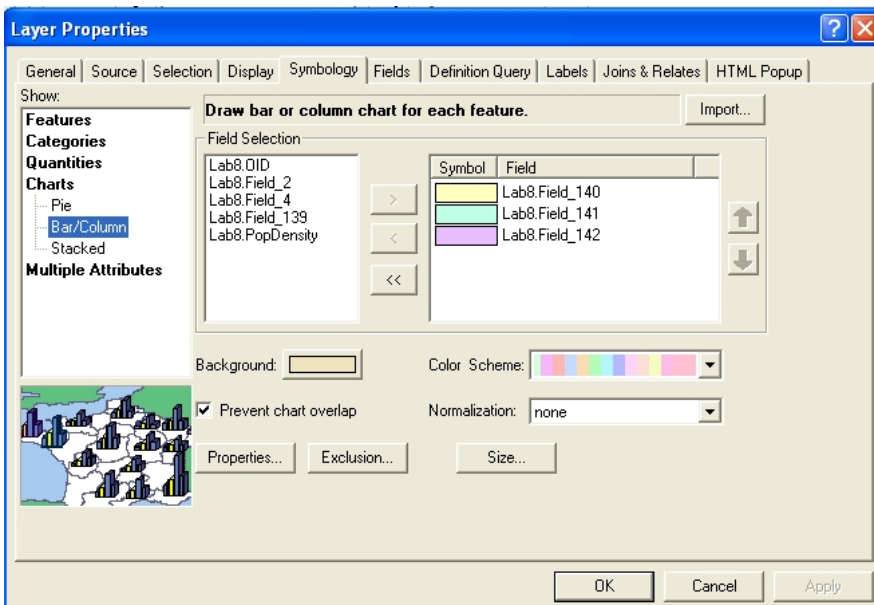 Layer Properties
General Source Selection Display Symbology Fields Definition Query Labels Joins & Relates HTML Popup
Show:
Features
Categories
Quantities
Charts
Pie
Bar/Column
Stacked
Multiple Attributes
Draw bar or column chart for each feature.
Import...
Field Selection
Lab8.OID
Lab8.Field_2
Lab8.Field_4
Lab8.Field_139
Lab8.PopDensity
>
<
<<
Symbol Field
Lab8.Field_140
Lab8.Field_141
Lab8.Field_142
Background:
Color Scheme:
Prevent chart overlap
Normalization: none
Properties... Exclusion... Size...
OK Cancel Apply